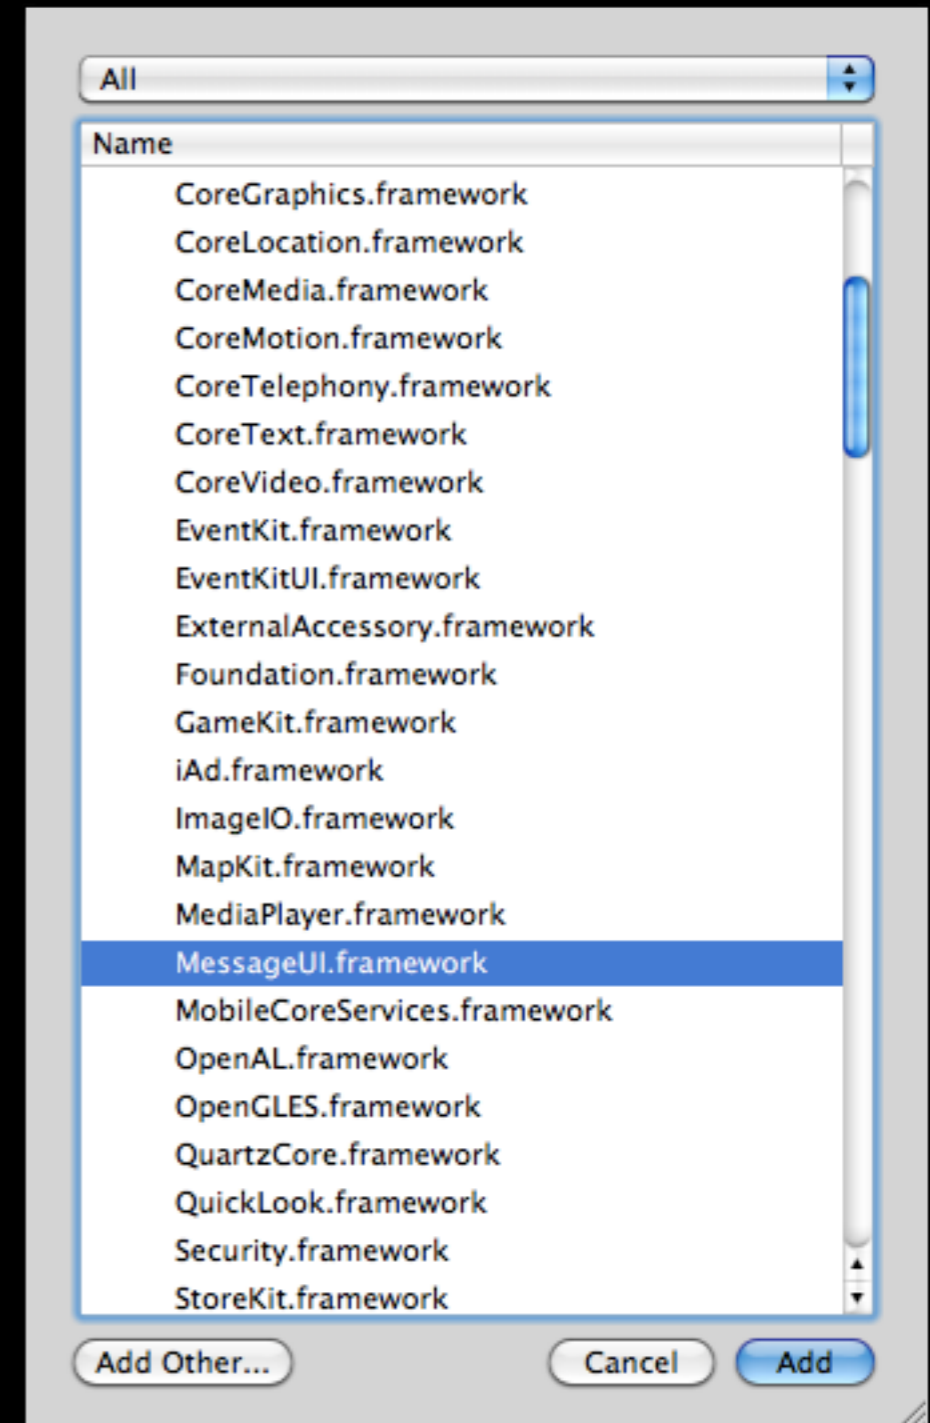 All
Name
CoreGraphics.framework
CoreLocation.framework
CoreMedia.framework
CoreMotion.framework
CoreTelephony.framework
CoreText.framework
CoreVideo.framework
EventKit.framework
EventKitUI.framework
ExternalAccessory.framework
Foundation.framework
GameKit.framework
iAd.framework
ImageIO.framework
MapKit.framework
MediaPlayer.framework
MessageUI.framework
MobileCoreServices.framework
OpenAL.framework
OpenGLES.framework
QuartzCore.framework
QuickLook.framework
Security.framework
StoreKit.framework
Add Other... Cancel Add